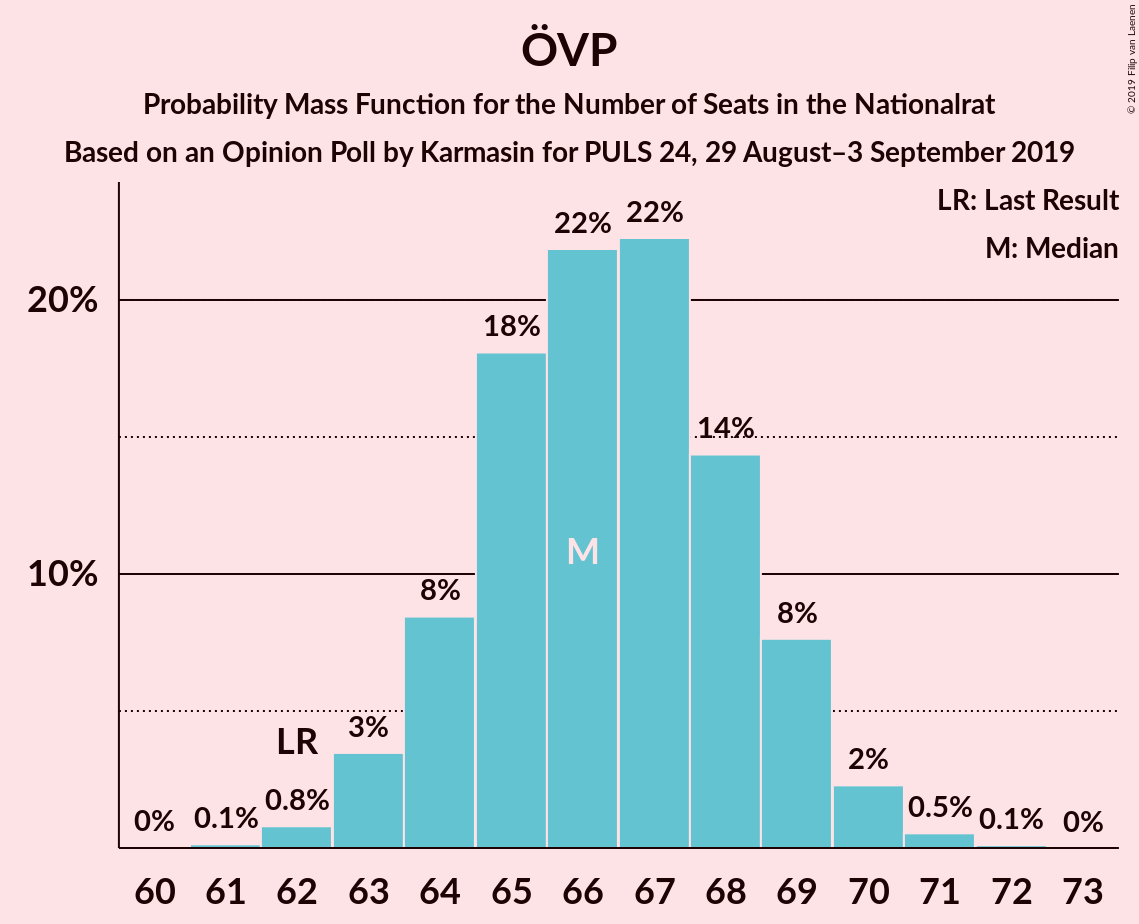 ÖVP
Probability Mass Function for the Number of Seats in the Nationalrat
Based on an Opinion Poll by Karmasin for PULS 24, 29 August–3 September 2019
© 2019 Filip van Laenen
LR: Last Result
M: Median
20%
10%
0%
0.1%
0.8%
LR
3%
8%
18%
22%
M
22%
14%
8%
2%
0.5%
0.1%
0%
60 61 62 63 64 65 66 67 68 69 70 71 72 73